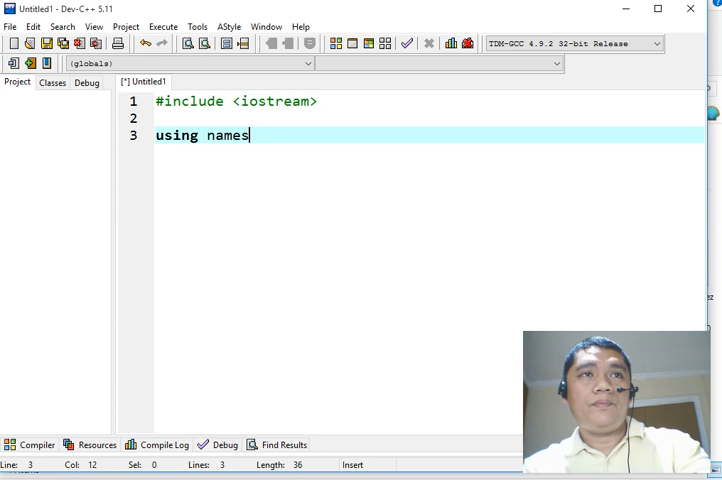 Untitled1 - Dev-C++ 5.11
File Edit Search View Project Execute Tools AStyle Window Help
TDM-GCC 4.9.2 32-bit Release
(globals)
Project Classes Debug
[*] Untitled1
1 #include <iostream>
2
3 using names
Compiler Resources Compile Log Debug Find Results
Line: 3 Col: 12 Sel: 0 Lines: 3 Length: 36 Insert